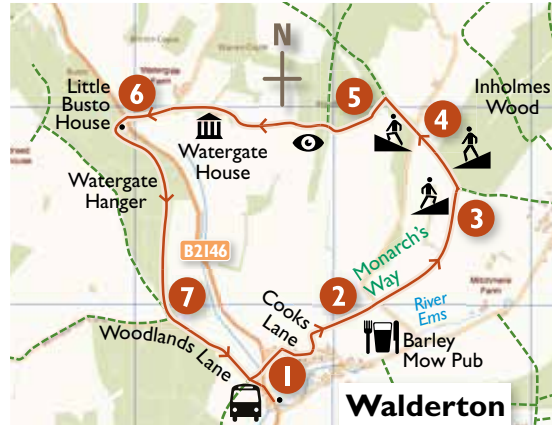 N
Little
Busto
House
6
5
4
Inholmes
Wood
Watergate
House
Watergate
Hanger
3
B2146
Monarch's
Way
2
7
Cooks
Lane
River
Ems
Woodlands Lane
Barley
Mow Pub
1
Walderton